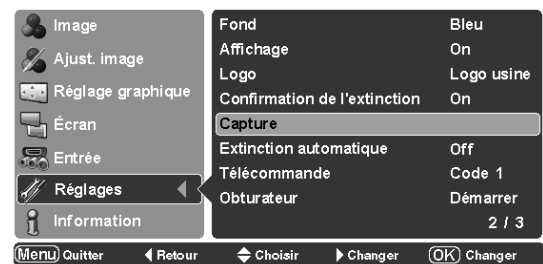 Image
Ajust. image
Réglage graphique
Écran
Entrée
Réglages
Information
Fond Bleu
Affichage On
Logo Logo usine
Confirmation de l'extinction On
Capture
Extinction automatique Off
Télécommande Code 1
Obturateur Démarrer
2 / 3
Menu Quitter Retour Choisir Changer OK Changer